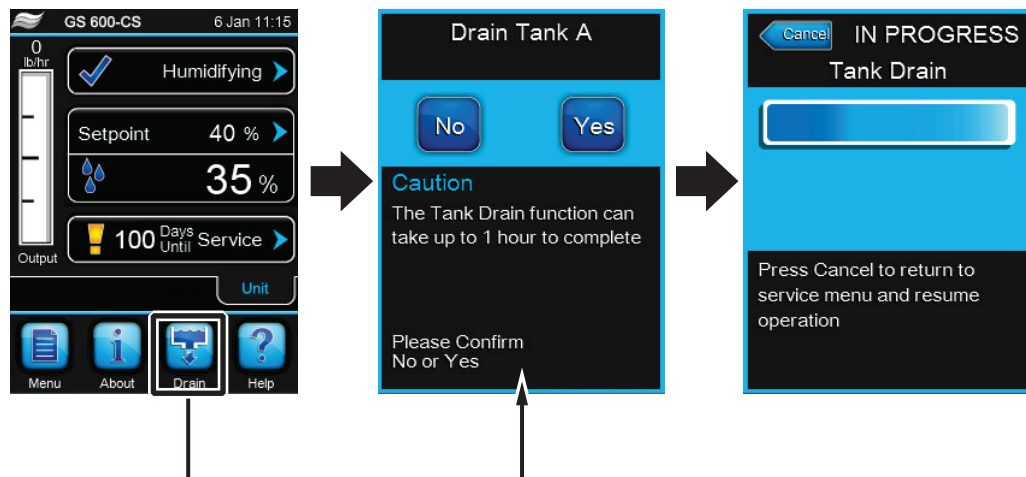 GS 600-CS 6 Jan 11:15
0
lb/hr
Humidifying
Setpoint 40 %
35 %
100 Days Until Service
Output
Unit
Menu About Drain Help
Drain Tank A
No Yes
Caution
The Tank Drain function can
take up to 1 hour to complete
Please Confirm
No or Yes
Cancel IN PROGRESS
Tank Drain
Press Cancel to return to
service menu and resume
operation